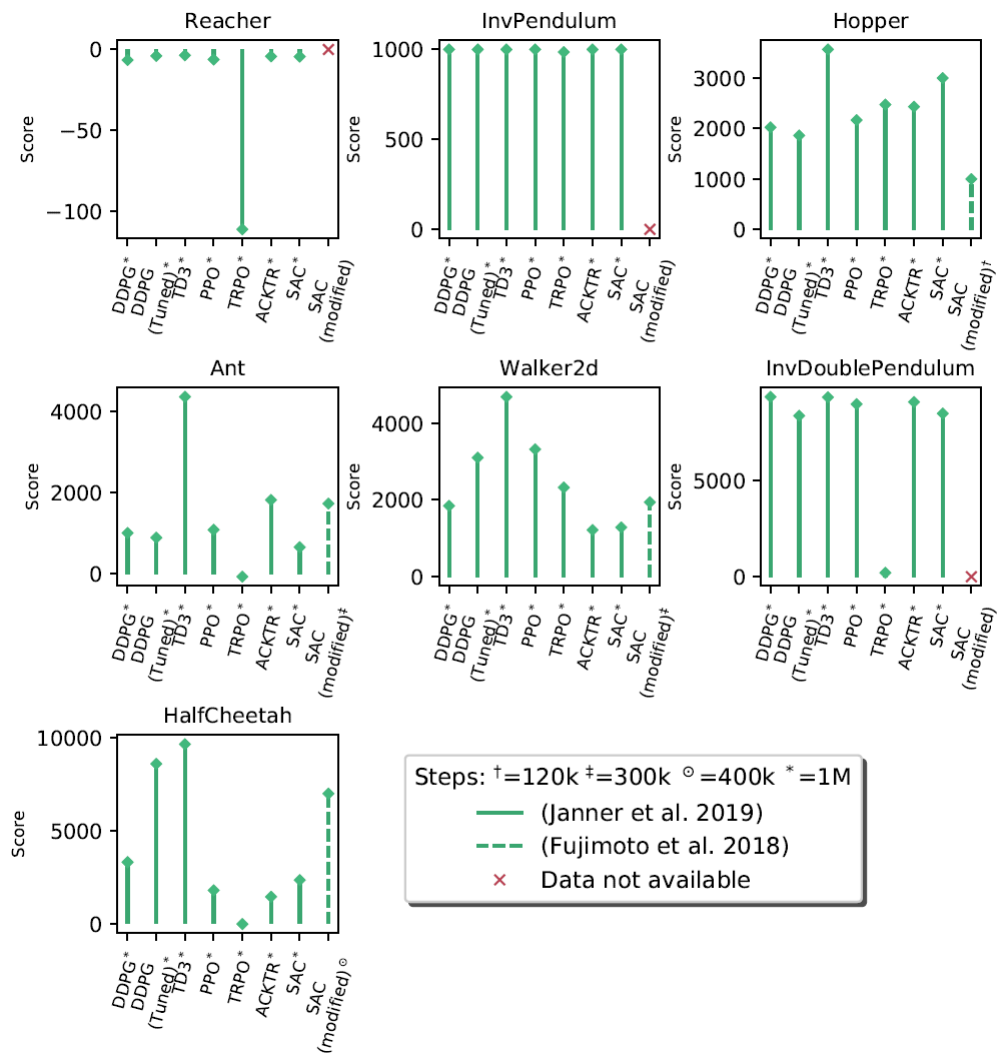 Reacher
Score
0
−50
−100
DDPG*
DDPG
(Tuned)*
TD3*
PPO*
TRPO*
ACKTR*
SAC*
SAC
(modified)
InvPendulum
Score
1000
500
0
DDPG*
DDPG
(Tuned)*
TD3*
PPO*
TRPO*
ACKTR*
SAC*
SAC
(modified)
Hopper
Score
3000
2000
1000
0
DDPG*
DDPG
(Tuned)*
TD3*
PPO*
TRPO*
ACKTR*
SAC*
SAC
(modified)†
Ant
Score
4000
2000
0
DDPG*
DDPG
(Tuned)*
TD3*
PPO*
TRPO*
ACKTR*
SAC*
SAC
(modified)‡
Walker2d
Score
4000
2000
0
DDPG*
DDPG
(Tuned)*
TD3*
PPO*
TRPO*
ACKTR*
SAC*
SAC
(modified)‡
InvDoublePendulum
Score
5000
0
DDPG*
DDPG
(Tuned)*
TD3*
PPO*
TRPO*
ACKTR*
SAC*
SAC
(modified)
HalfCheetah
Score
10000
5000
0
DDPG*
DDPG
(Tuned)*
TD3*
PPO*
TRPO*
ACKTR*
SAC*
SAC
(modified)⊙
Steps: †=120k ‡=300k ⊙=400k *=1M
(Janner et al. 2019)
(Fujimoto et al. 2018)
Data not available